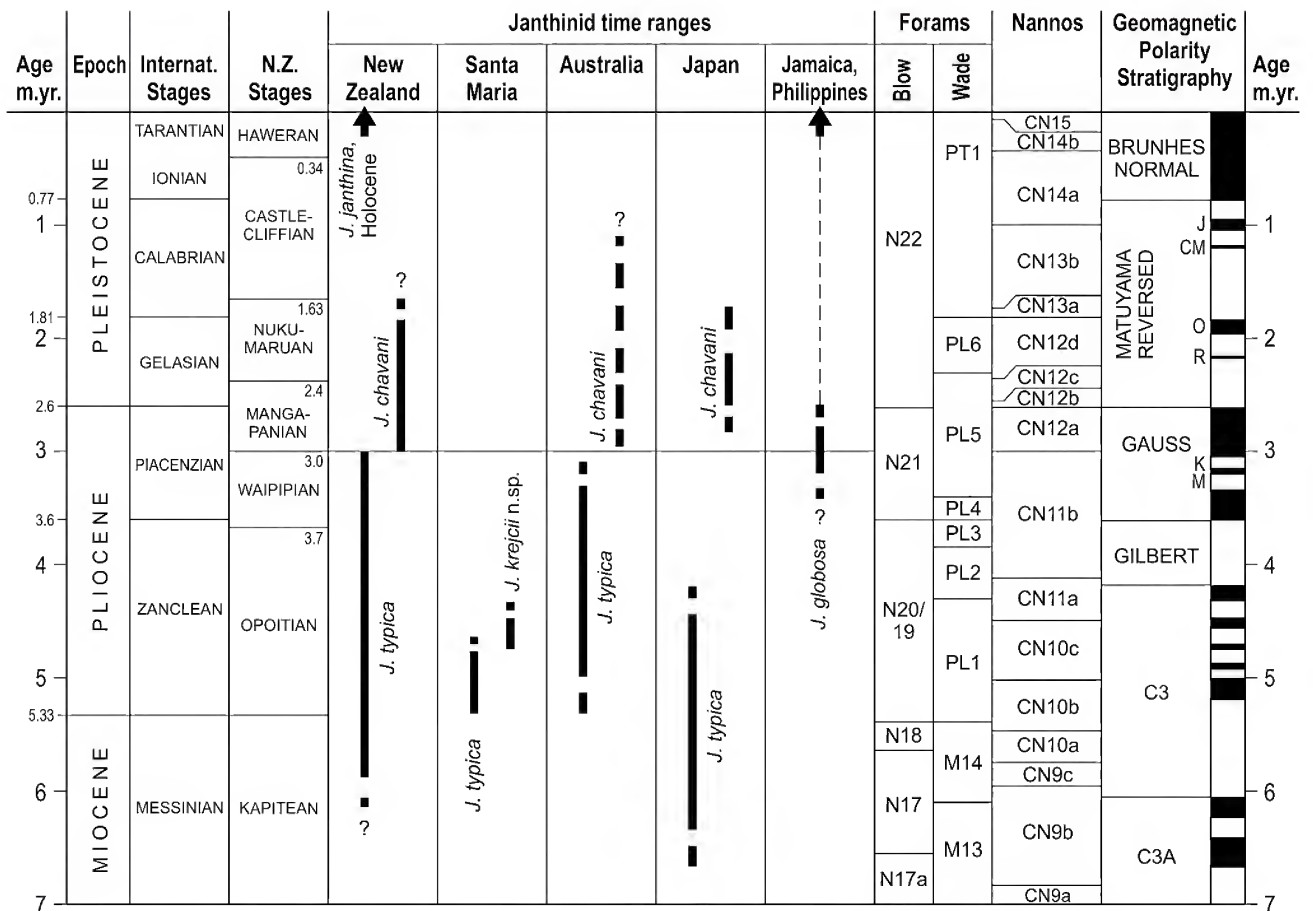 Janthinid time ranges
Forams
Nannos
Geomagnetic
Polarity
Stratigraphy
Age
m.yr.
Epoch
Internat.
Stages
N.Z.
Stages
New
Zealand
Santa
Maria
Australia
Japan
Jamaica,
Philippines
Blow
Wade
Age
m.yr.
0.77
1
1.81
2
2.6
3
3.6
4
5
5.33
6
7
PLEISTOCENE
PLIOCENE
MIOCENE
TARANTIAN
IONIAN
CALABRIAN
GELASIAN
PIACENZIAN
ZANCLEAN
MESSINIAN
HAWERAN
0.34
CASTLE-
CLIFFIAN
1.63
NUKU-
MARUAN
2.4
MANGA-
PANIAN
3.0
WAIPIPIAN
3.7
OPOITIAN
KAPITEAN
J. janthina,
Holocene
?
J. chavani
J. typica
?
J. krejcii n.sp.
J. typica
?
J. chavani
J. typica
J. chavani
J. typica
?
J. globosa
N22
N21
N20/
19
N18
N17
N17a
PT1
PL6
PL5
PL4
PL3
PL2
PL1
M14
M13
CN15
CN14b
CN14a
CN13b
CN13a
CN12d
CN12c
CN12b
CN12a
CN11b
CN11a
CN10c
CN10b
CN10a
CN9c
CN9b
CN9a
BRUNHES
NORMAL
MATUYAMA
REVERSED
GAUSS
GILBERT
C3
C3A
J
CM
O
R
K
M
1
2
3
4
5
6
7